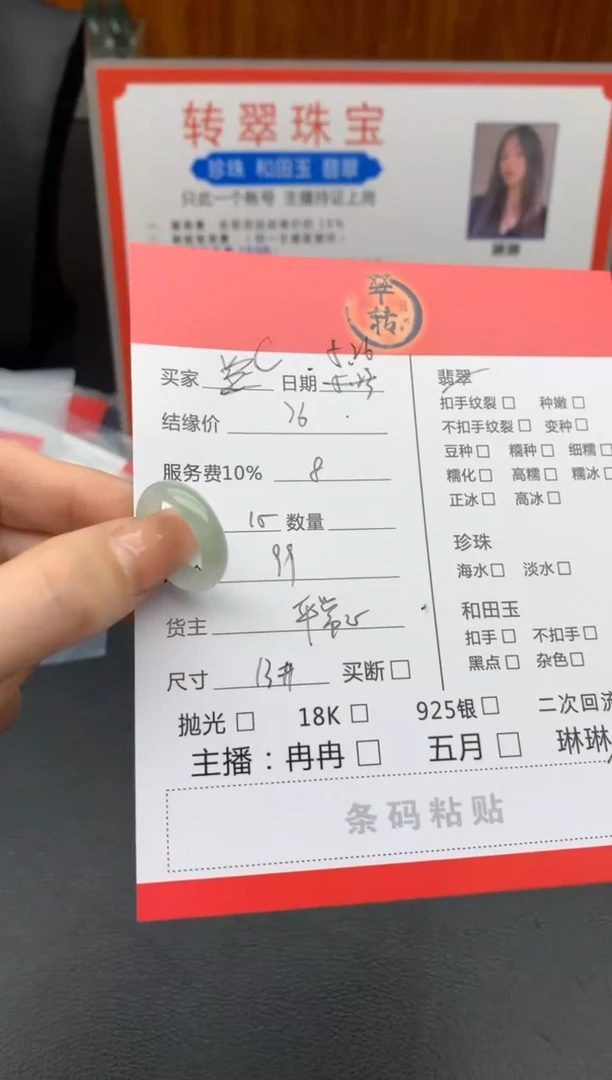 转翠珠宝
珍珠 和田玉 翡翠
只此一个帐号 主播持证上岗
翠
转
买家 C 日期 5.26
结缘价 76
服务费10% 8
15 数量
99
货主
尺寸 13# 买断
抛光 18K 925银 二次回流
主播：冉冉 五月 琳琳
条码粘贴
翡翠
扣手纹裂 种嫩
不扣手纹裂 变种
豆种 糯种 细糯
糯化 高糯 糯冰
正冰 高冰
珍珠
海水 淡水
和田玉
扣手 不扣手
黑点 杂色